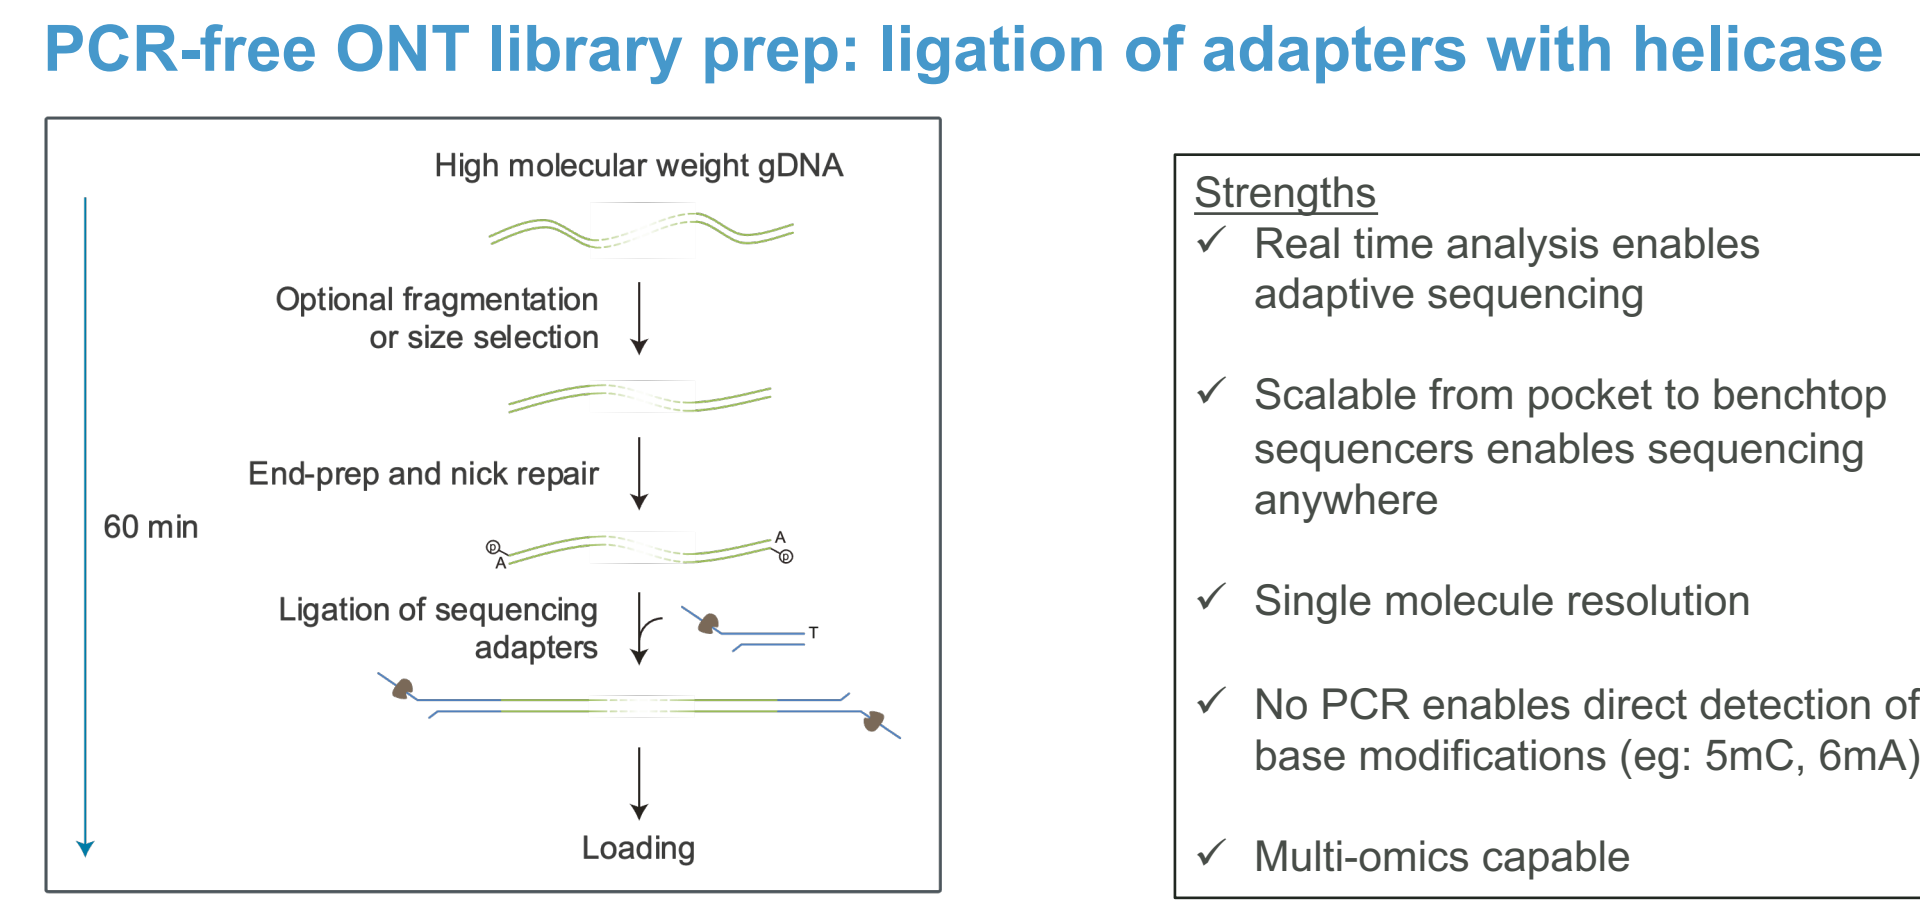 PCR-free ONT library prep: ligation of adapters with helicase
High molecular weight gDNA
Optional fragmentation
or size selection
End-prep and nick repair
60 min
p
A
A
p
Ligation of sequencing
adapters
T
Loading
Strengths
✓ Real time analysis enables
adaptive sequencing
✓ Scalable from pocket to benchtop
sequencers enables sequencing
anywhere
✓ Single molecule resolution
✓ No PCR enables direct detection of
base modifications (eg: 5mC, 6mA)
✓ Multi-omics capable